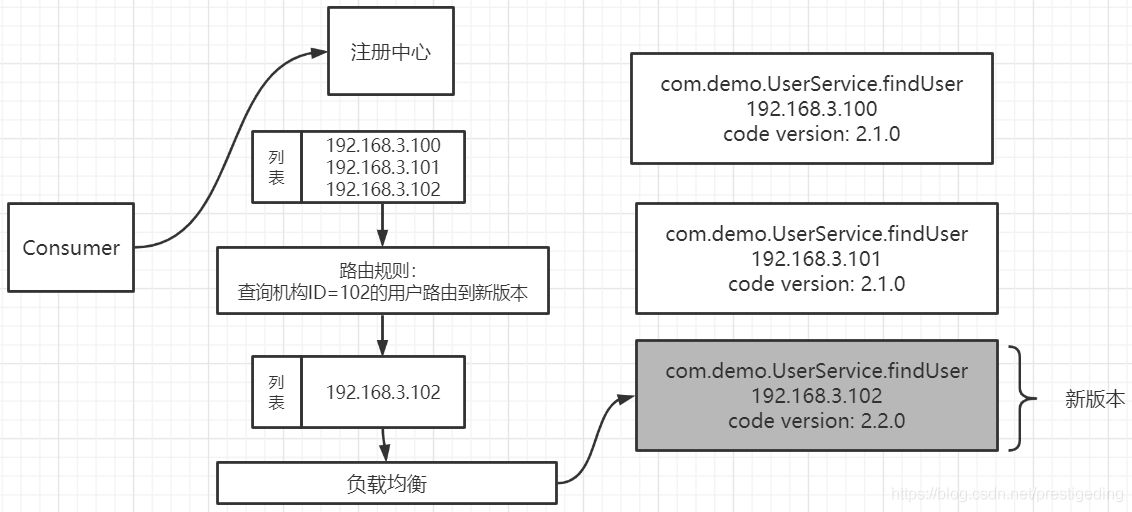 注册中心
com.demo.UserService.findUser
192.168.3.100
code version: 2.1.0
列表
192.168.3.100
192.168.3.101
192.168.3.102
Consumer
路由规则：
查询机构ID=102的用户路由到新版本
com.demo.UserService.findUser
192.168.3.101
code version: 2.1.0
列表
192.168.3.102
com.demo.UserService.findUser
192.168.3.102
code version: 2.2.0
新版本
负载均衡
https://blog.csdn.net/prestigeding